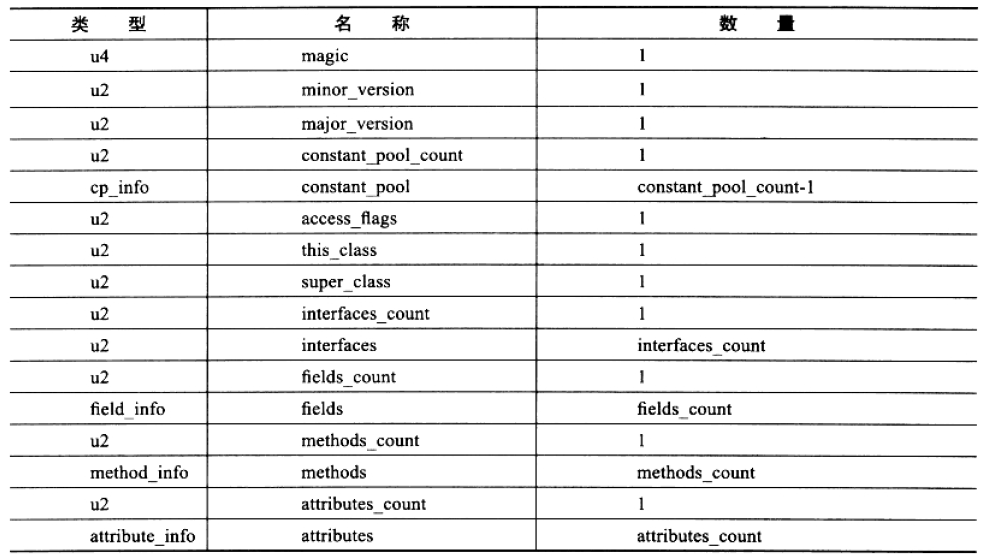 类 型 名 称 数 量
u4 magic 1
u2 minor_version 1
u2 major_version 1
u2 constant_pool_count 1
cp_info constant_pool constant_pool_count-1
u2 access_flags 1
u2 this_class 1
u2 super_class 1
u2 interfaces_count 1
u2 interfaces interfaces_count
u2 fields_count 1
field_info fields fields_count
u2 methods_count 1
method_info methods methods_count
u2 attributes_count 1
attribute_info attributes attributes_count